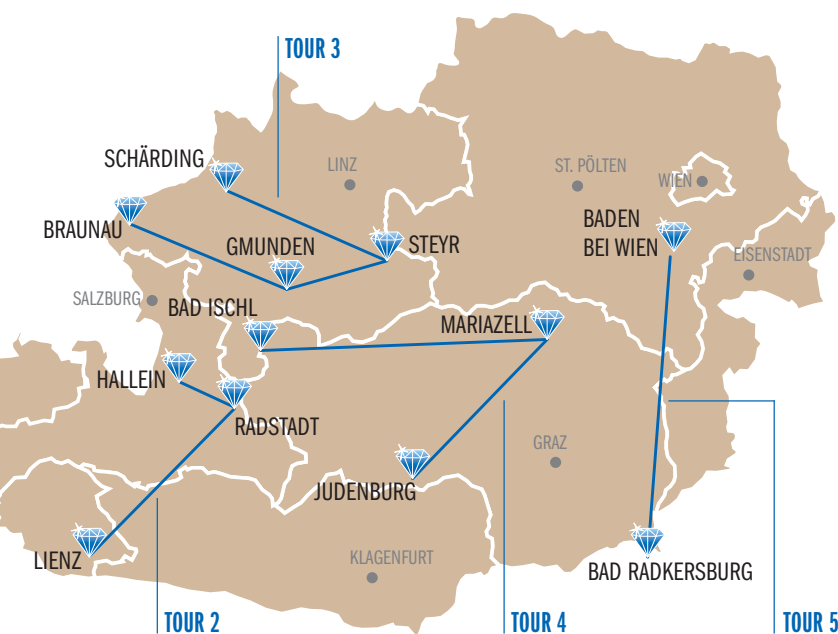 TOUR 3
SCHÄRDING
LINZ
ST. PÖLTEN
WIEN
BRAUNAU
GMUNDEN
STEYR
BADEN
BEI WIEN
EISENSTADT
SALZBURG
BAD ISCHL
MARIAZELL
HALLEIN
RADSTADT
GRAZ
JUDENBURG
LIENZ
KLAGENFURT
BAD RADKERSBURG
TOUR 2
TOUR 4
TOUR 5